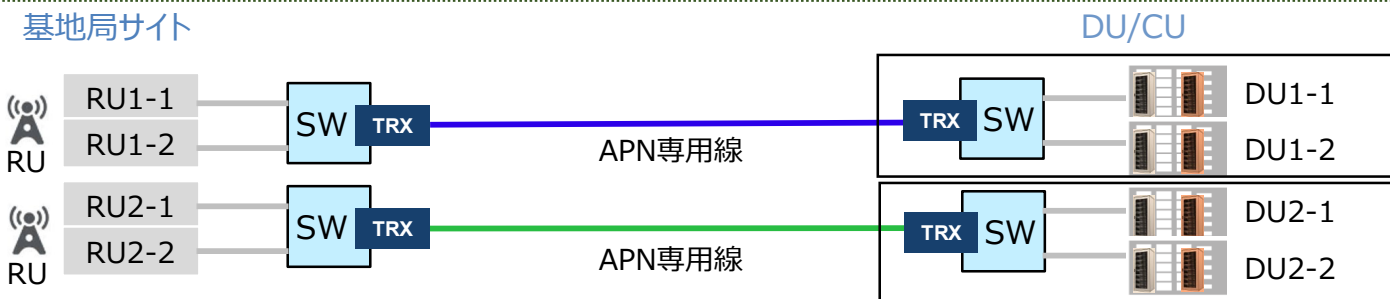 基地局サイト
DU/CU
RU1-1
RU1-2
RU
SW
TRX
APN専用線
TRX
SW
DU1-1
DU1-2
RU2-1
RU2-2
RU
SW
TRX
APN専用線
TRX
SW
DU2-1
DU2-2